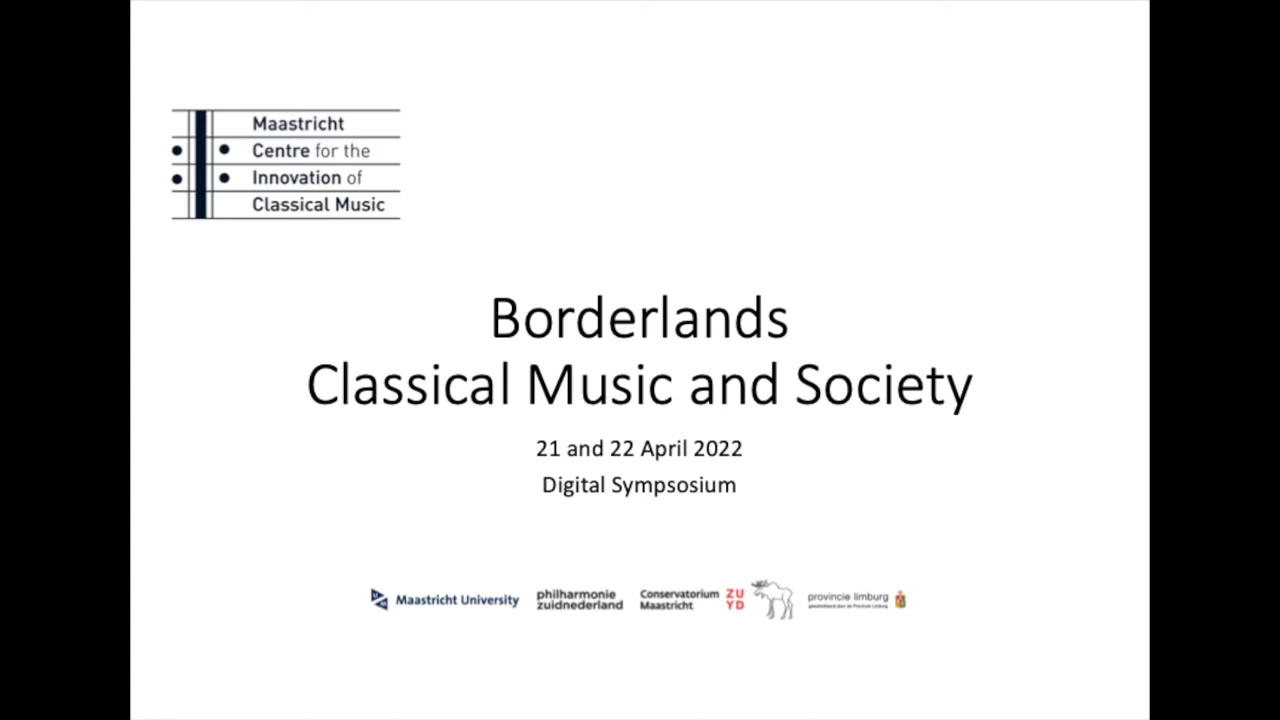 Maastricht
Centre for the
Innovation of
Classical Music
Borderlands
Classical Music and Society
21 and 22 April 2022
Digital Sympsosium
Maastricht University
philharmonie
zuidnederland
Conservatorium
Maastricht
ZU
YD
provincie limburg